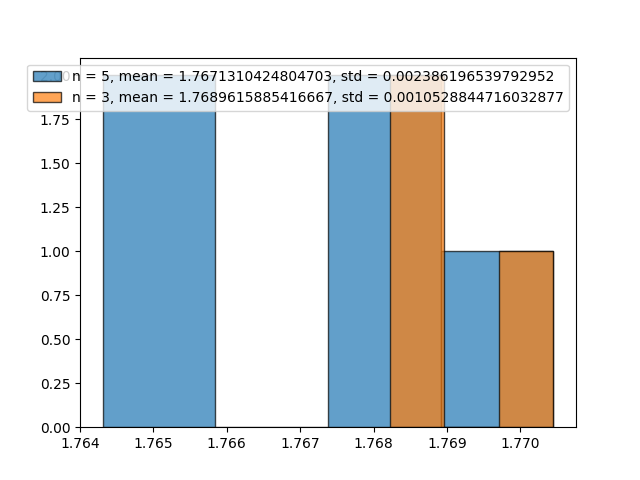 n = 5, mean = 1.7671310424804703, std = 0.002386196539792952
n = 3, mean = 1.7689615885416667, std = 0.0010528844716032877
1.75
1.50
1.25
1.00
0.75
0.50
0.25
0.00
1.764 1.765 1.766 1.767 1.768 1.769 1.770